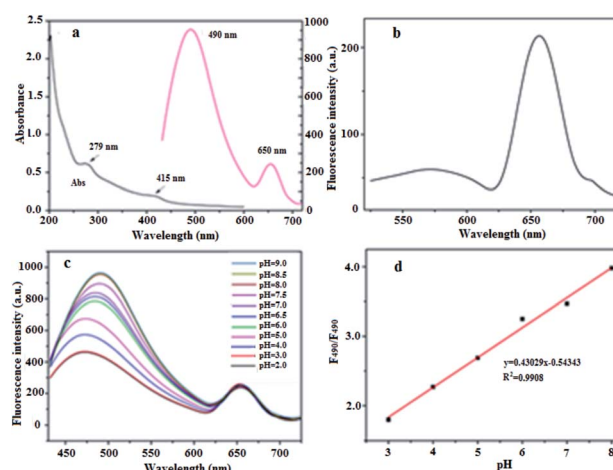 a
490 nm
650 nm
279 nm
415 nm
Abs
Absorbance
2.5
2.0
1.5
1.0
0.5
0.0
200 300 400 500 600 700
Wavelength (nm)
1000
800
600
400
200
0
Fluorescence intensity (a.u.)
b
Fluorescence intensity (a.u.)
200
100
50
550 600 650 700
Wavelength (nm)
c
Fluorescence intensity (a.u.)
1000
800
600
400
200
0
pH=9.0
pH=8.5
pH=8.0
pH=7.5
pH=7.0
pH=6.5
pH=6.0
pH=5.0
pH=4.0
pH=3.0
pH=2.0
450 500 550 600 650 700
Wavelength (nm)
d
F490/F490
4.0
3.0
2.0
y=0.43029x-0.54343
R²=0.9908
3 4 5 6 7 8
pH